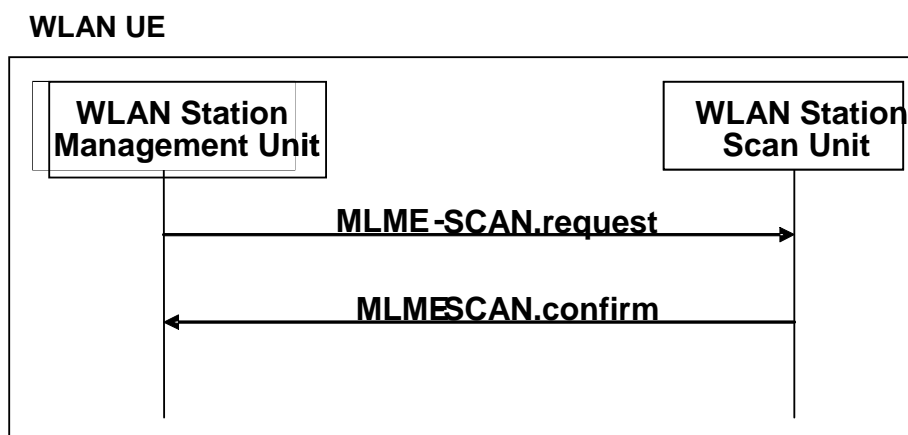 WLAN UE
WLAN Station
Management Unit
WLAN Station
Scan Unit
MLME-SCAN.request
MLMESCAN.confirm